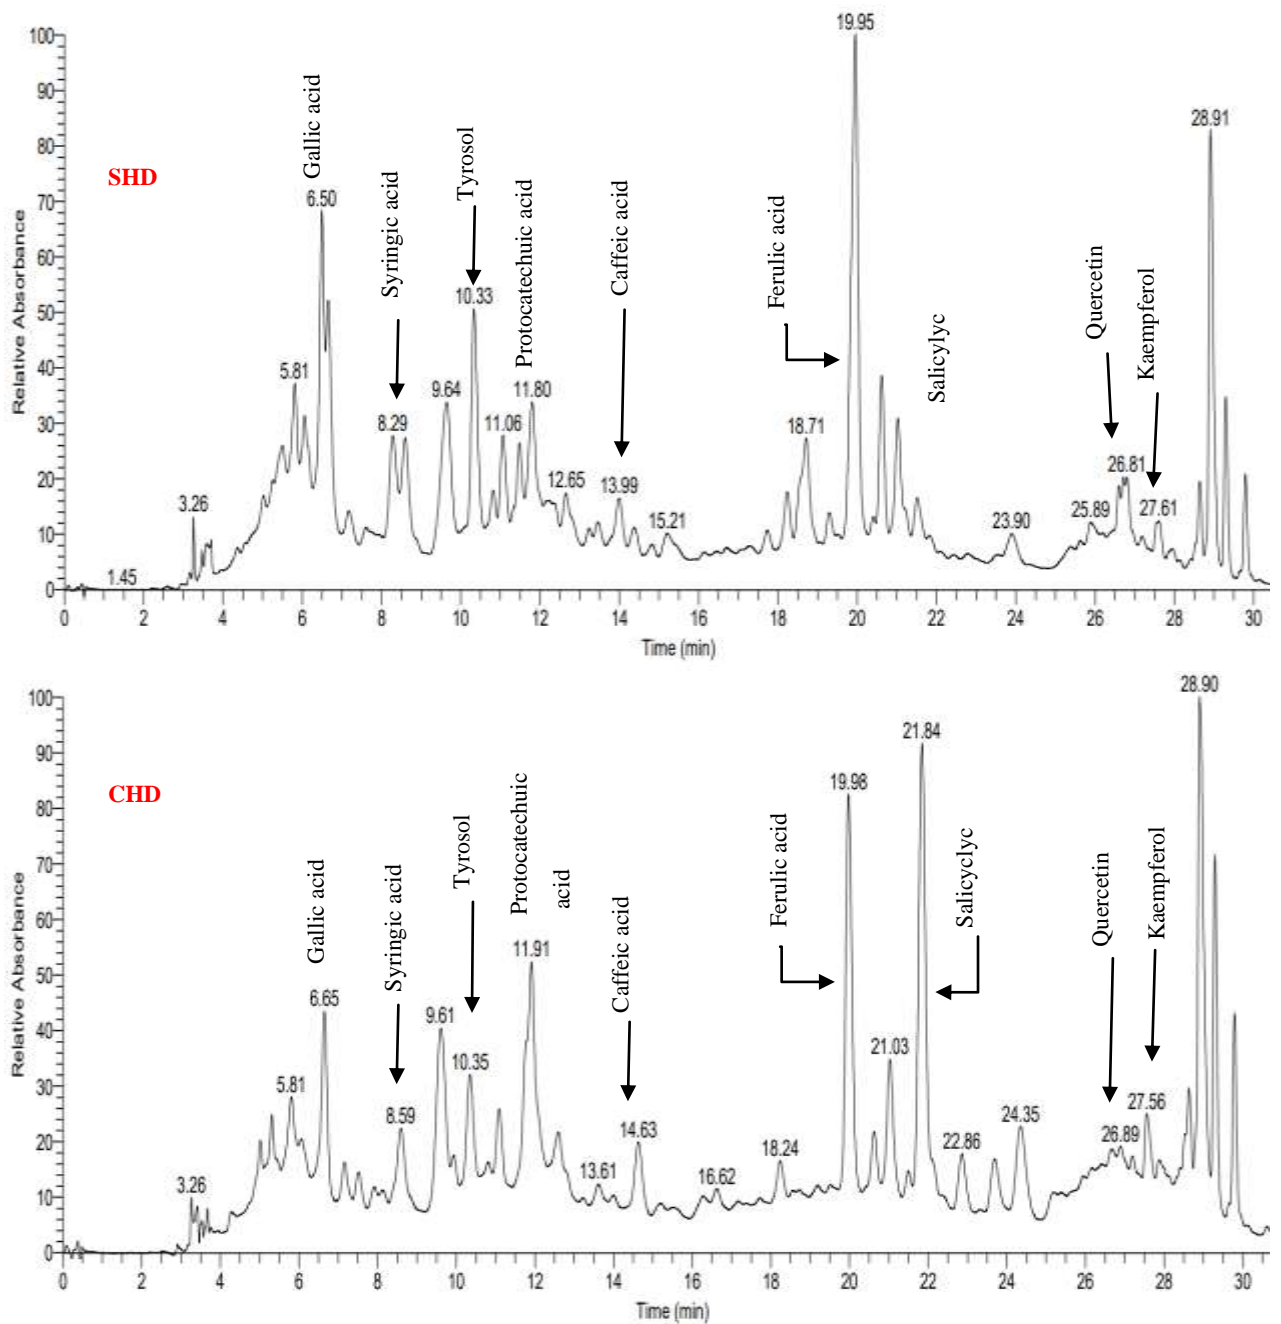 19.95
100
90
28.91
80
SHD
Gallic acid
Tyrosol
70
6.50
Syringic acid
Protocatechuic acid
Caffeic acid
Ferulic acid
Quercetin
Kaempferol
Salicylyc
60
10.33
50
Relative Absorbance
40
5.81
9.64
11.80
30
8.29
11.06
18.71
20
12.65
13.99
26.81
3.26
15.21
23.90
25.89
27.61
10
1.45
0
0 2 4 6 8 10 12 14 16 18 20 22 24 26 28 30
Time (min)
28.90
100
21.84
90
19.98
CHD
80
Gallic acid
Syringic acid
Tyrosol
Protocatechuic
acid
Caffeic acid
Ferulic acid
Salicyclyc
Quercetin
Kaempferol
70
60
11.91
50
Relative Absorbance
6.65
9.61
40
10.35
21.03
30
5.81
8.59
27.56
24.35
14.63
26.89
20
18.24
22.86
3.26
13.61
16.62
10
0
0 2 4 6 8 10 12 14 16 18 20 22 24 26 28 30
Time (min)